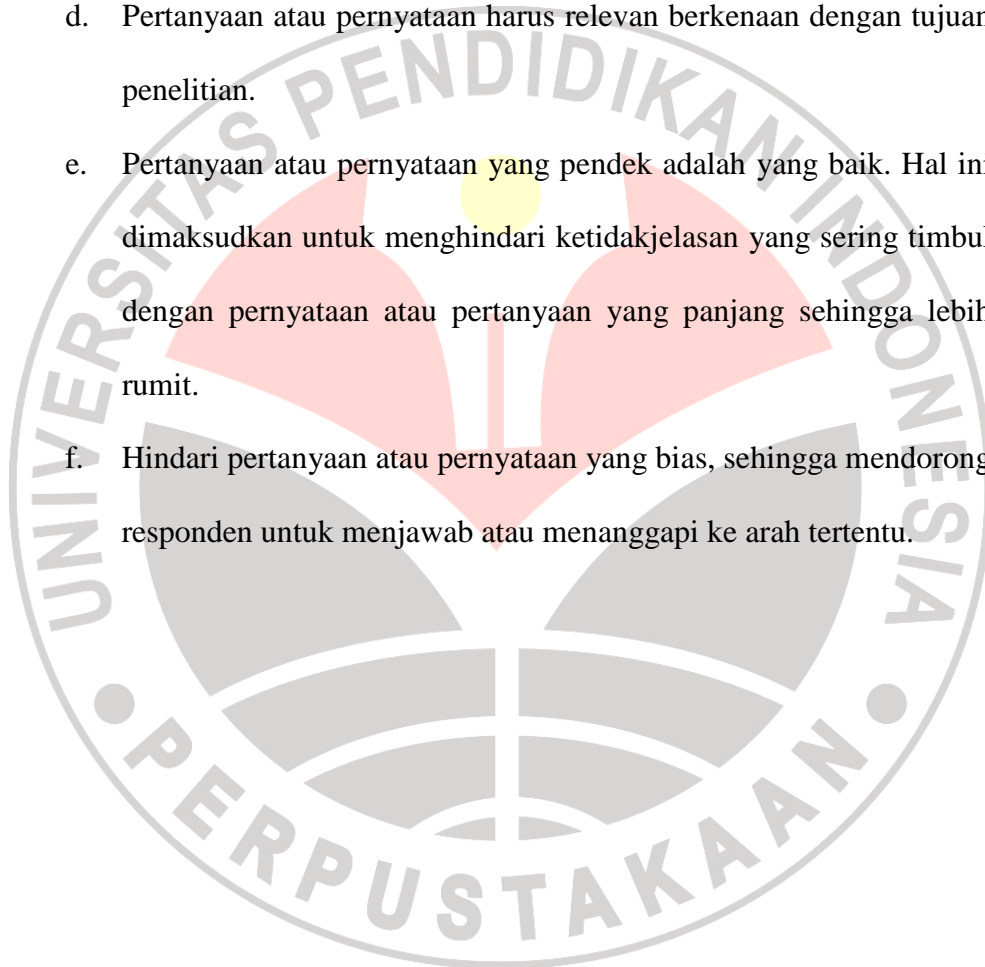 d. Pertanyaan atau pernyataan harus relevan berkenaan dengan tujuan
penelitian.
e. Pertanyaan atau pernyataan yang pendek adalah yang baik. Hal ini
dimaksudkan untuk menghindari ketidakjelasan yang sering timbul
dengan pernyataan atau pertanyaan yang panjang sehingga lebih
rumit.
f. Hindari pertanyaan atau pernyataan yang bias, sehingga mendorong
responden untuk menjawab atau menanggapi ke arah tertentu.
UNIVERSITAS PENDIDIKAN INDONESIA
PERPUSTAKAAN